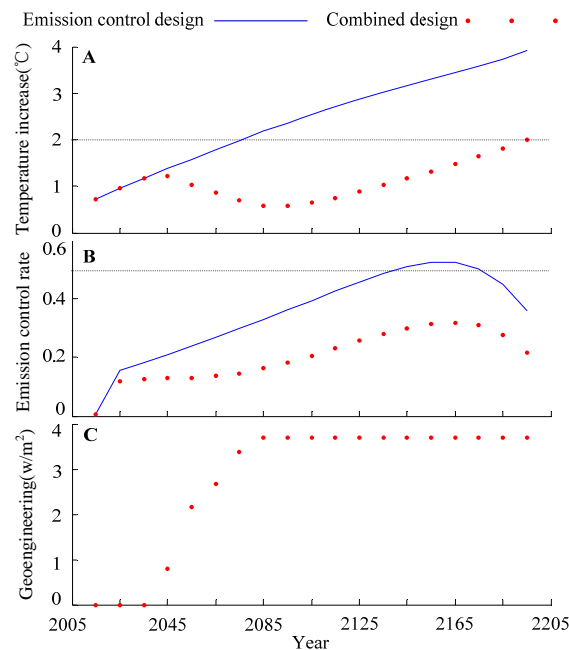 Emission control design
Combined design
A
Temperature increase(℃)
4
3
2
1
0
B
Emission control rate
0.6
0.4
0.2
0
C
Geoengineering(w/m²)
4
3
2
1
0
2005 2045 2085 2125 2165 2205
Year